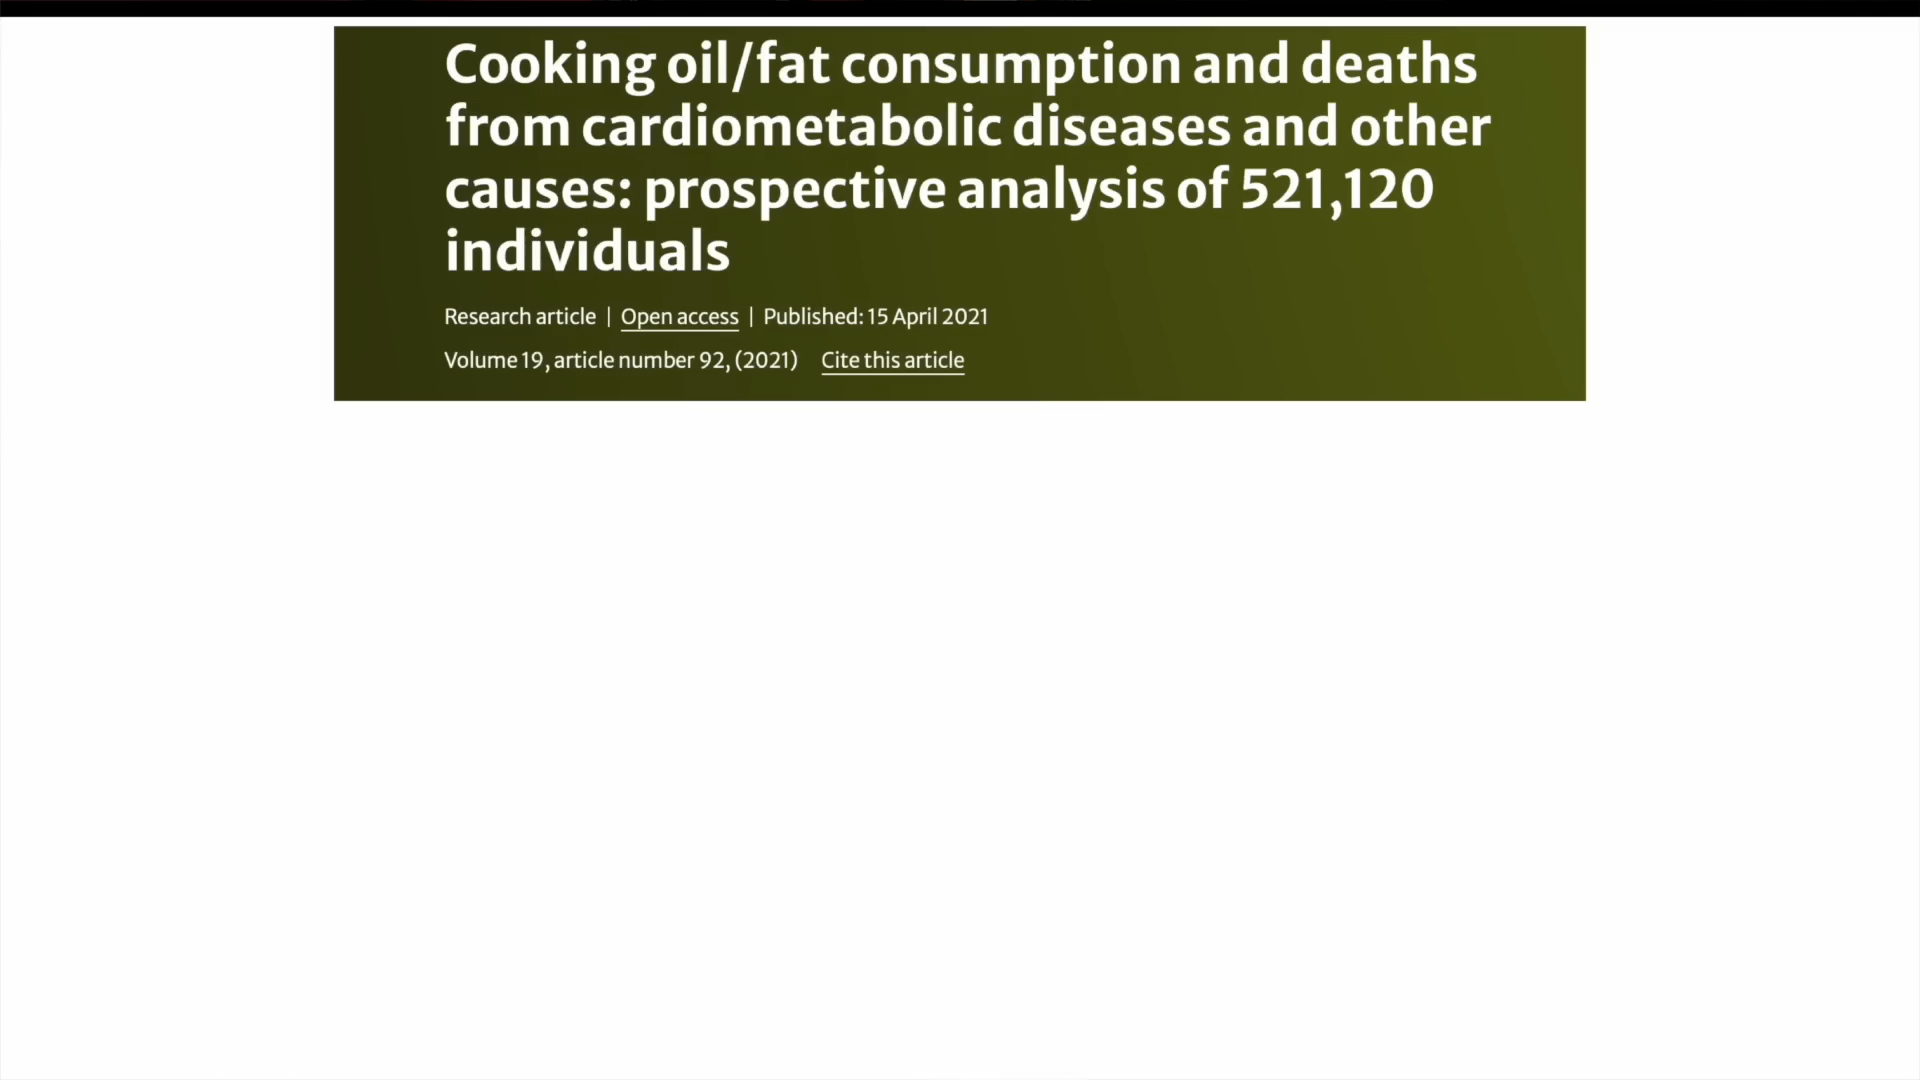 Cooking oil/fat consumption and deaths
from cardiometabolic diseases and other
causes: prospective analysis of 521,120
individuals
Research article | Open access | Published: 15 April 2021
Volume 19, article number 92, (2021) Cite this article